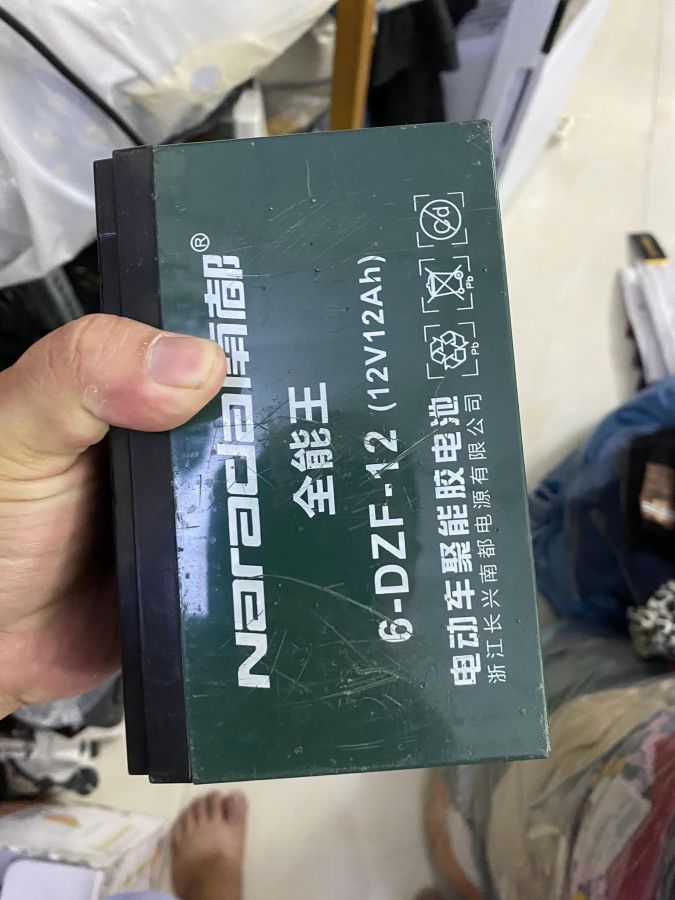 Narada南都®
全能王
6-DZF-12 (12V12Ah)
电动车聚能胶电池
浙江长兴南都电源有限公司
Pb
Pb
Cd